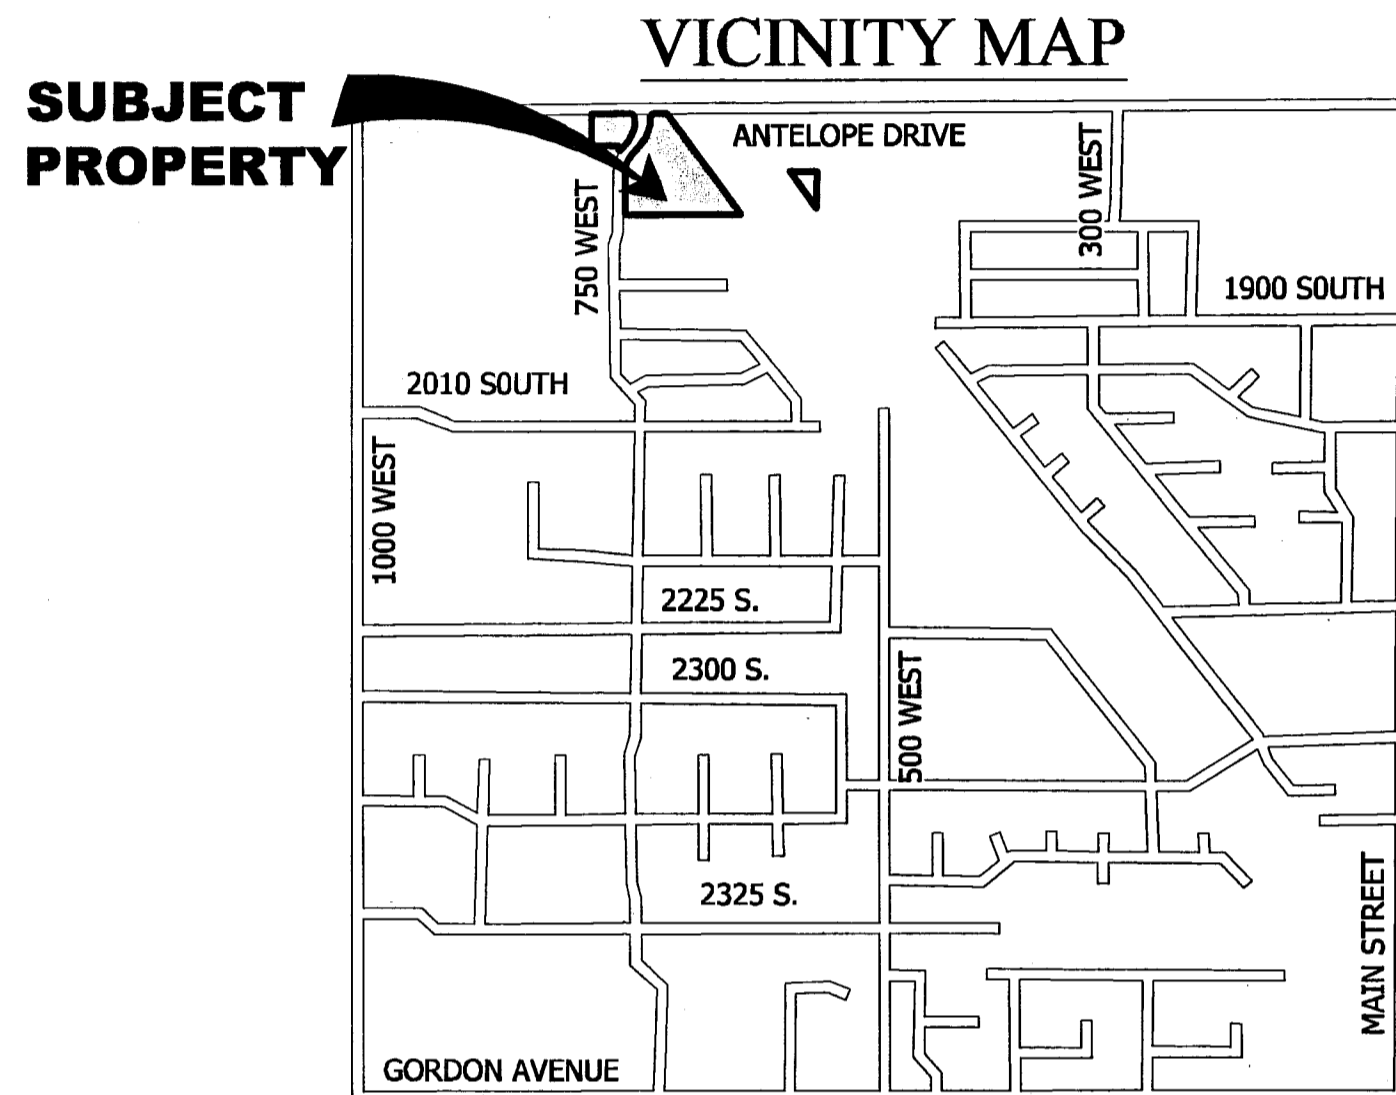 VICINITY MAP
SUBJECT
PROPERTY
ANTELOPE DRIVE
300 WEST
750 WEST
1900 SOUTH
2010 SOUTH
1000 WEST
2225 S.
2300 S.
500 WEST
2325 S.
MAIN STREET
GORDON AVENUE